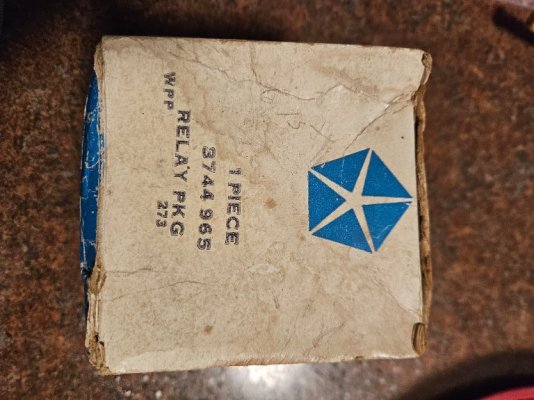 1 PIECE
3744 965
RELAY PKG
WPP 273